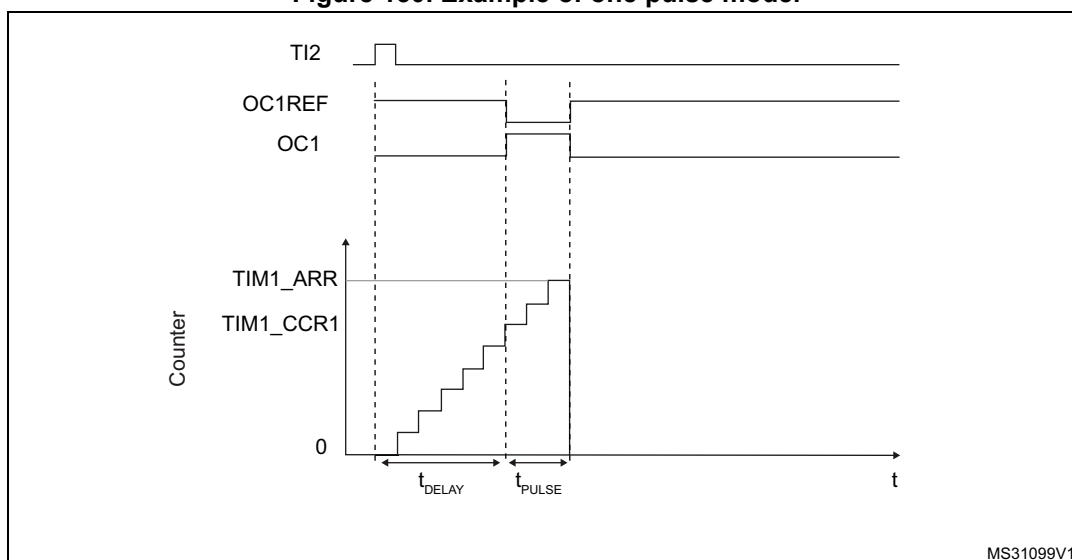 TI2
OC1REF
OC1
TIM1_ARR
TIM1_CCR1
Counter
0
tDELAY
tPULSE
t
MS31099V1